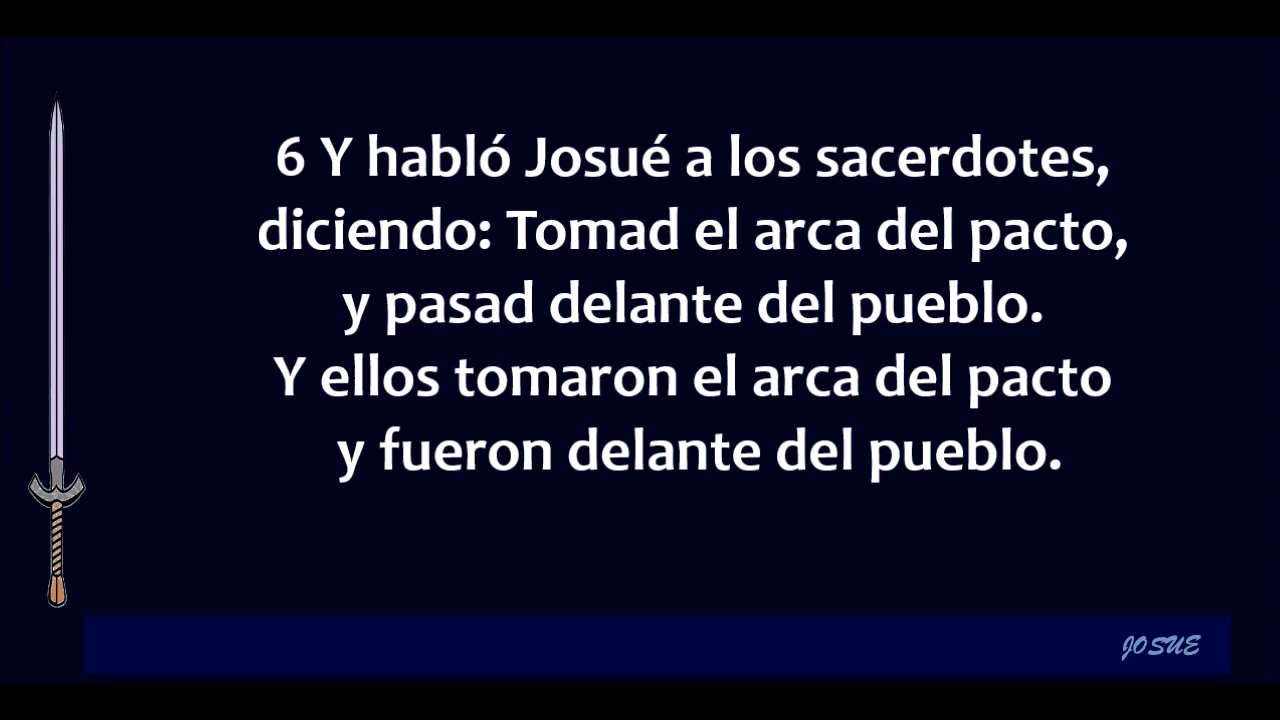 6 Y habló Josué a los sacerdotes,
diciendo: Tomad el arca del pacto,
y pasad delante del pueblo.
Y ellos tomaron el arca del pacto
y fueron delante del pueblo.
JOSUE